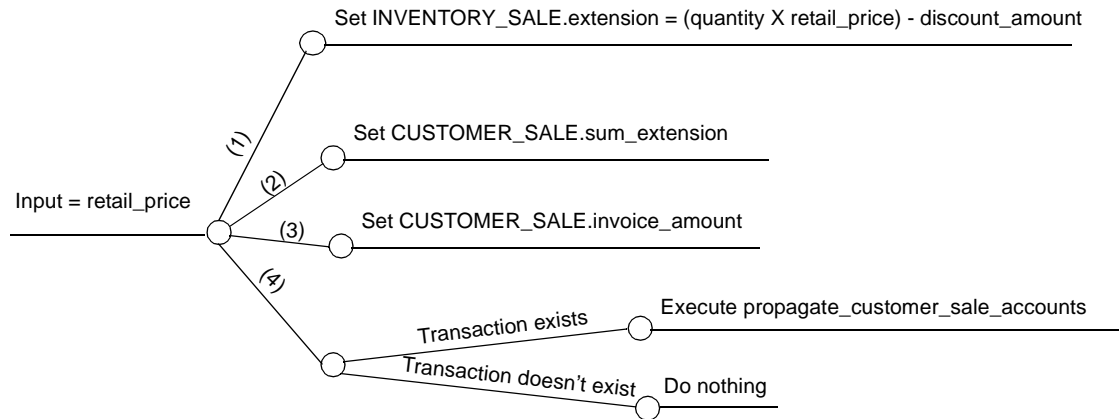 Set INVENTORY_SALE.extension = (quantity X retail_price) - discount_amount
(1)
Set CUSTOMER_SALE.sum_extension
(2)
Input = retail_price
Set CUSTOMER_SALE.invoice_amount
(3)
(4)
Transaction exists
Execute propagate_customer_sale_accounts
Transaction doesn't exist
Do nothing